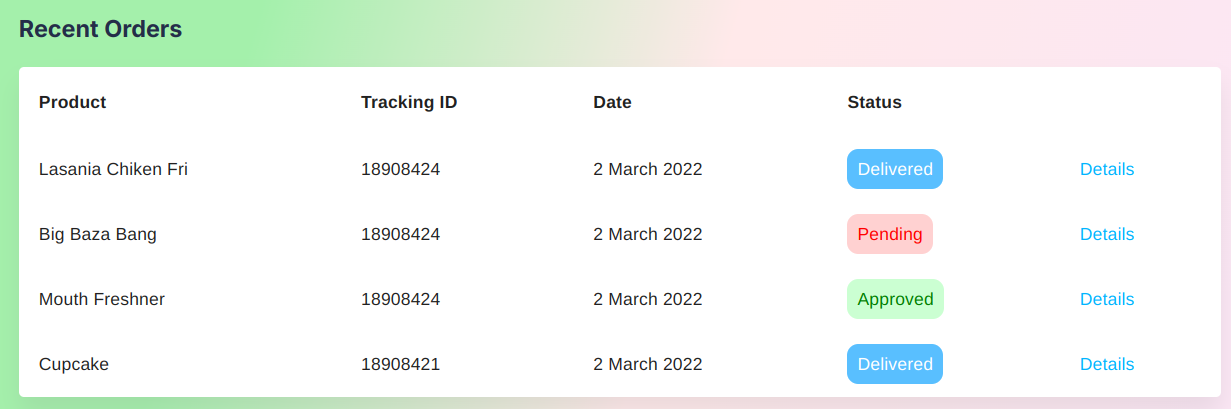 Recent Orders
Product Tracking ID Date Status
Lasania Chiken Fri 18908424 2 March 2022 Delivered Details
Big Baza Bang 18908424 2 March 2022 Pending Details
Mouth Freshner 18908424 2 March 2022 Approved Details
Cupcake 18908421 2 March 2022 Delivered Details